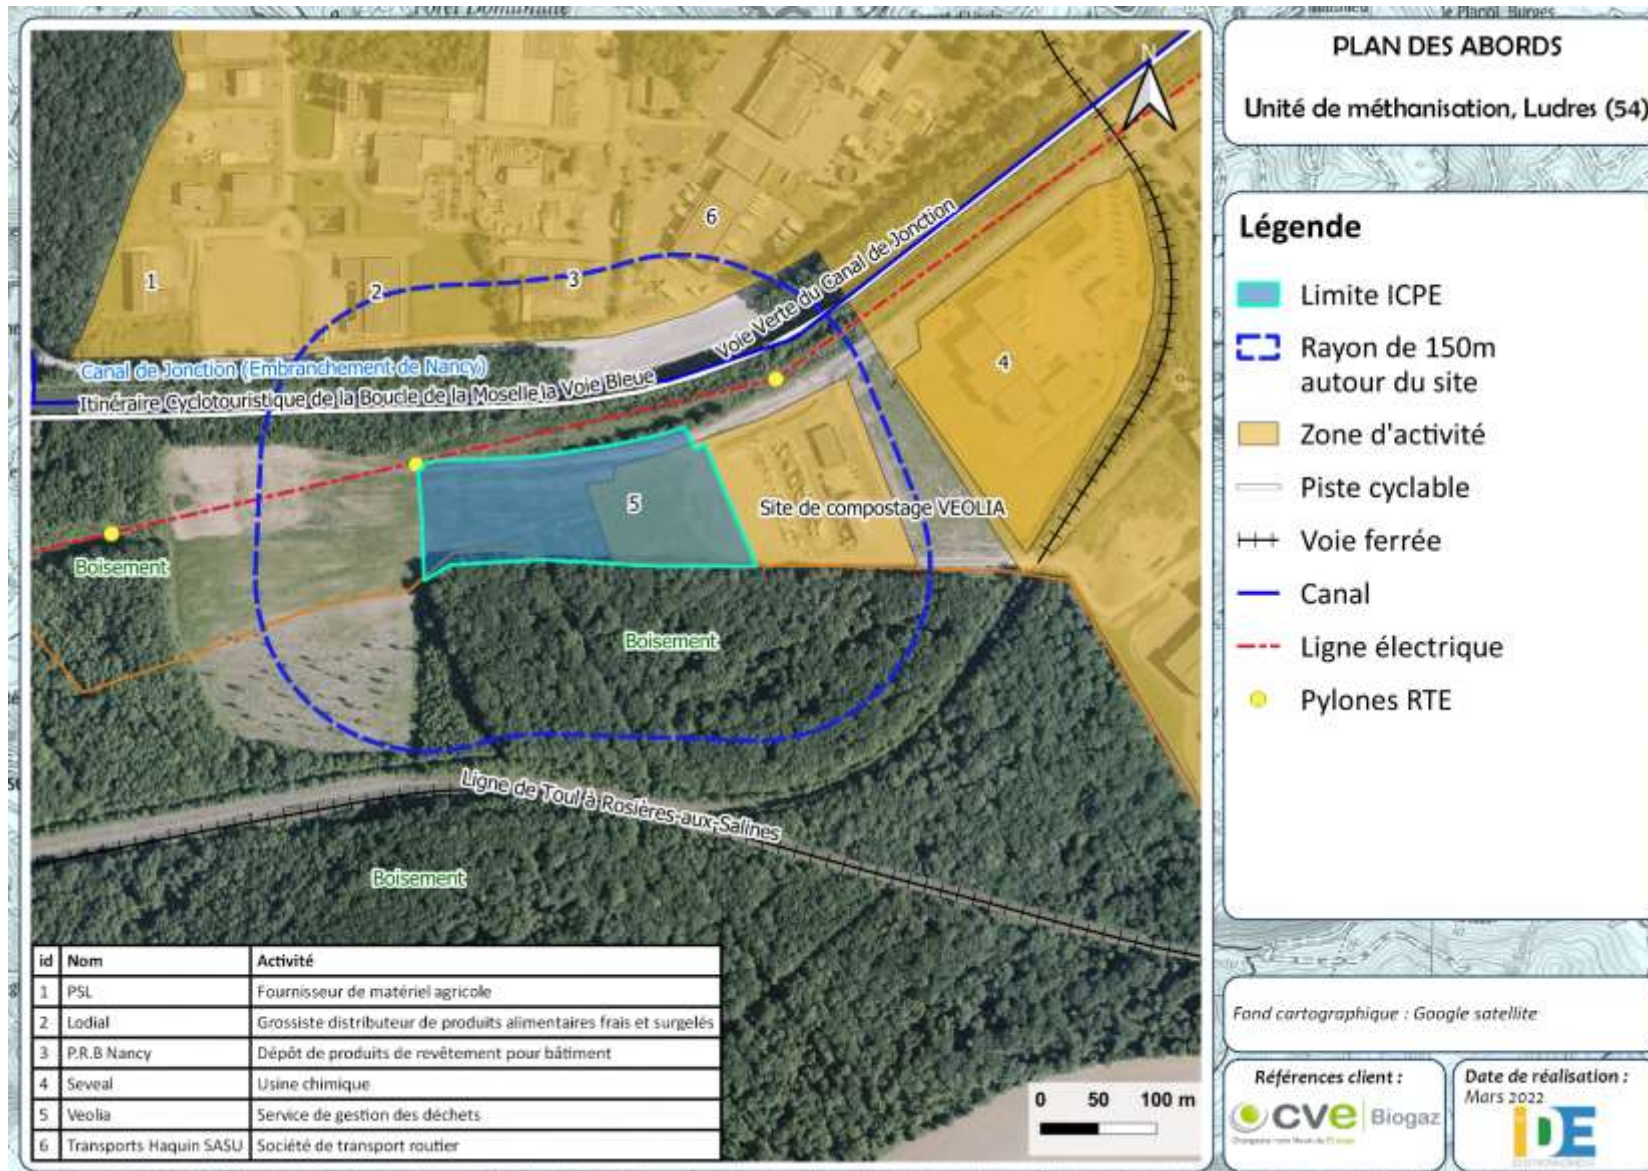 PLAN DES ABORDS
Unité de méthanisation, Ludres (54)
N
1
2
3
6
Voie Verte du Canal de Jonction
Canal de Jonction (Embranchement de Nancy)
Itinéraire Cyclotouristique de la Boucle de la Moselle la Voie Bleue
4
5
Site de compostage VEOLIA
Boisement
Boisement
Ligne de Toul à Rosières-aux-Salines
Boisement
id Nom Activité
1 PSL Fournisseur de matériel agricole
2 Lodial Grossiste distributeur de produits alimentaires frais et surgelés
3 P.R.B Nancy Dépôt de produits de revêtement pour bâtiment
4 Seveal Usine chimique
5 Veolia Service de gestion des déchets
6 Transports Haquin SASU Société de transport routier
0 50 100 m
Légende
Limite ICPE
Rayon de 150m
autour du site
Zone d'activité
Piste cyclable
Voie ferrée
Canal
Ligne électrique
Pylones RTE
Fond cartographique : Google satellite
Références client :
cve Biogaz
Date de réalisation :
Mars 2022
iDE